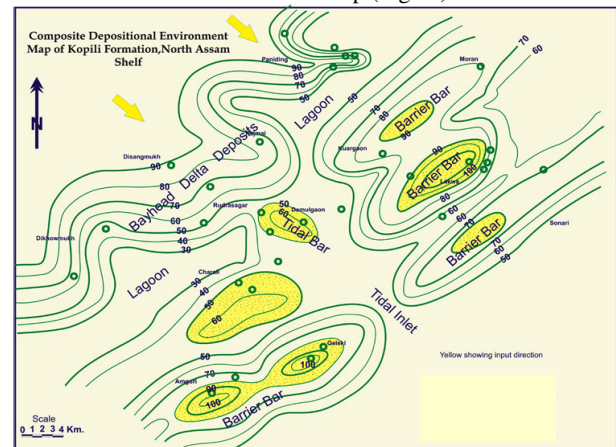 Composite Depositional Environment
Map of Kopili Formation,North Assam
Shelf
N
Paniding
90
80
70
50
Lagoon
50
Moran
70
60
70
80
Barrier Bar
90
Disangmukh
90
Bayhead Delta Deposits
Kuargaon
90
100
Barrier Bar
Lakwa
80
70
60
50
40
30
Rudrasagar
50
60
Demulgaon
Tidal Bar
80
60
60
70
Barrier Bar
Sonari
70
60
50
Dikhowmukh
Lagoon
Charali
30
40
50
60
Tidal Inlet
50
70
90
100
Amguri
Geleki
100
Barrier Bar
Yellow showing input direction
Scale
0 1 2 3 4 Km.